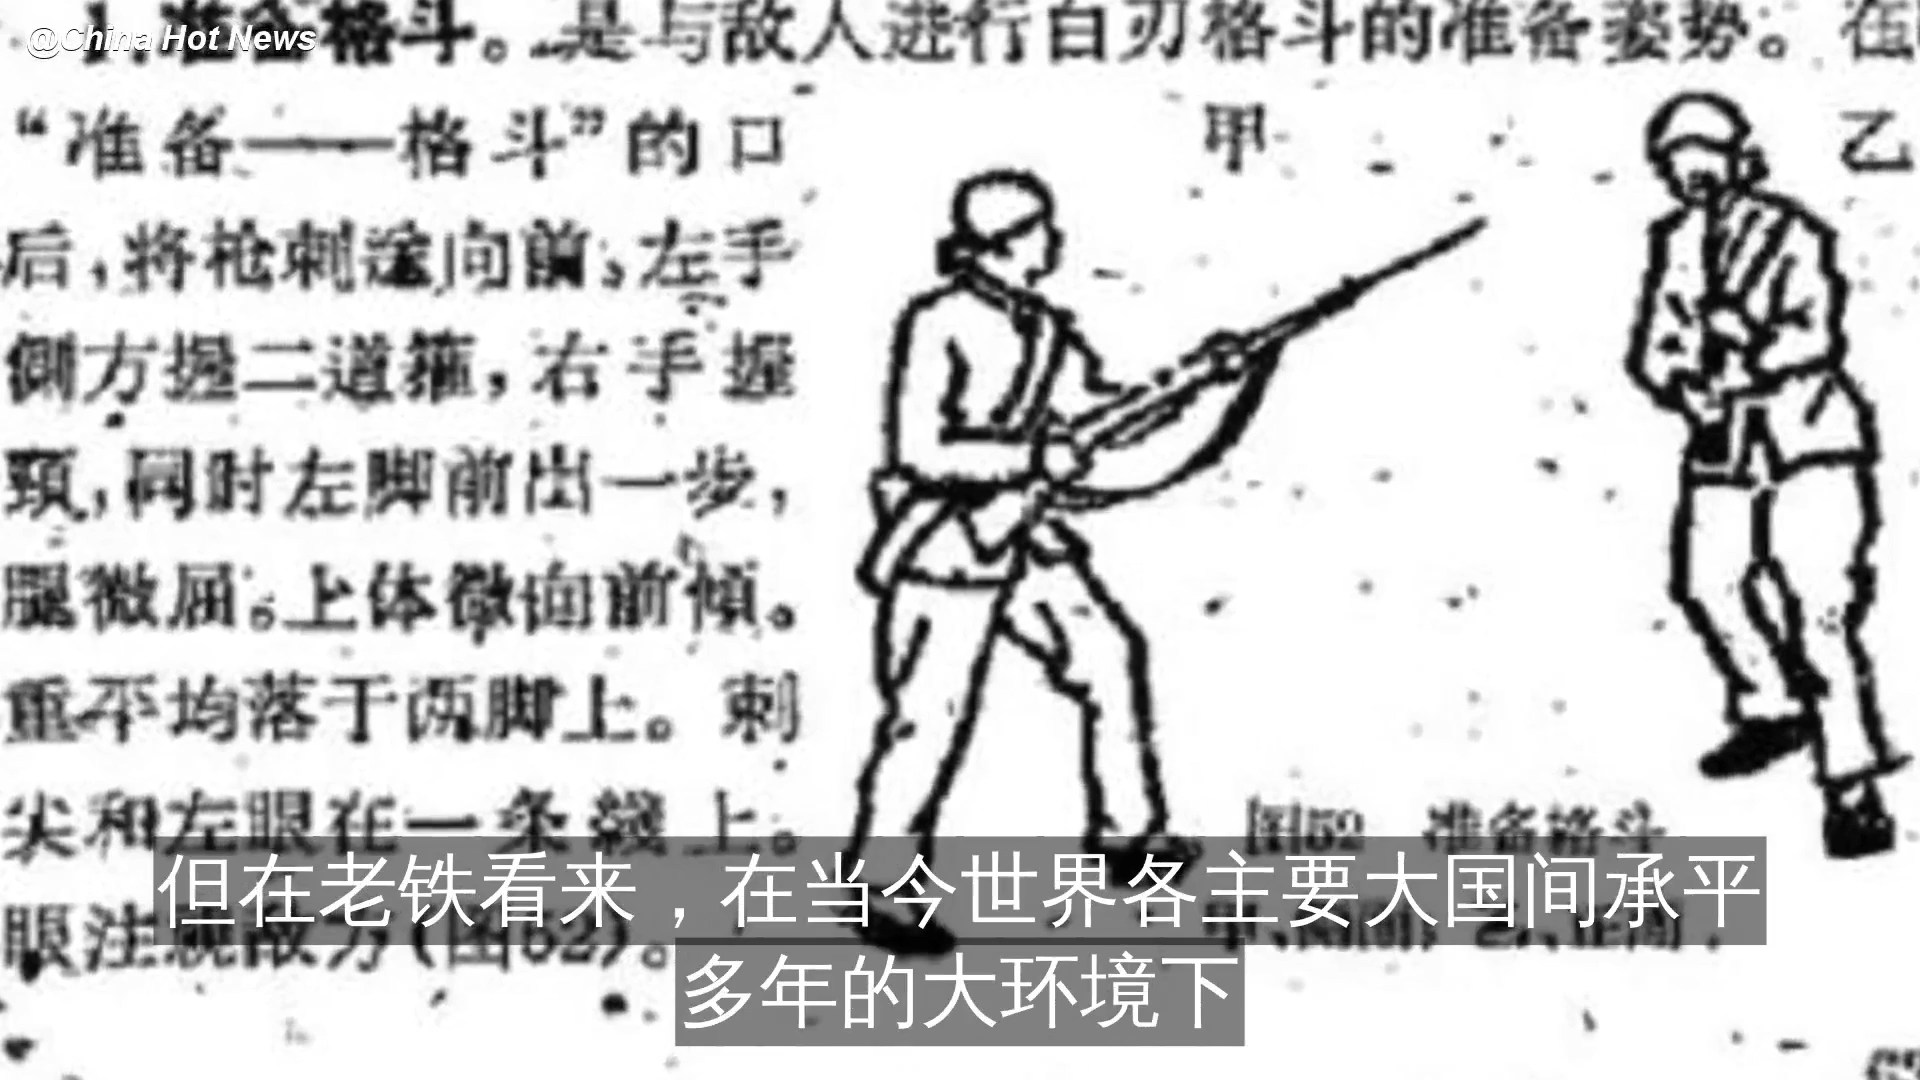 @China Hot News
1、准备格斗。是与敌人进行白刃格斗的准备姿势。在
“准备——格斗”的口
甲
乙
后，将枪刺送向前，左手
侧方握二道箍，右手握
颈，同时左脚前出一步，
腿微屈。上体微向前倾。
重平均落于两脚上。刺
尖和左眼在一条线上。
眼注视敌方(图52)。
图52 准备格斗
但在老铁看来，在当今世界各主要大国间承平
多年的大环境下